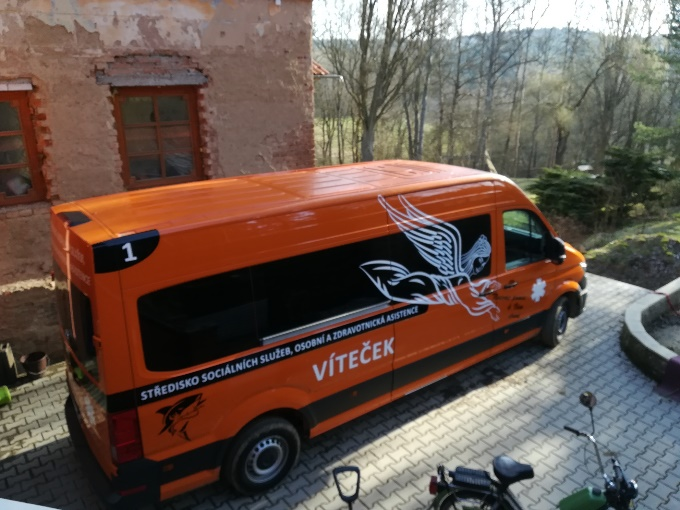 1
STŘEDISKO SOCIÁLNÍCH SLUŽEB, OSOBNÍ A ZDRAVOTNICKÁ ASISTENCE
VÍTEČEK